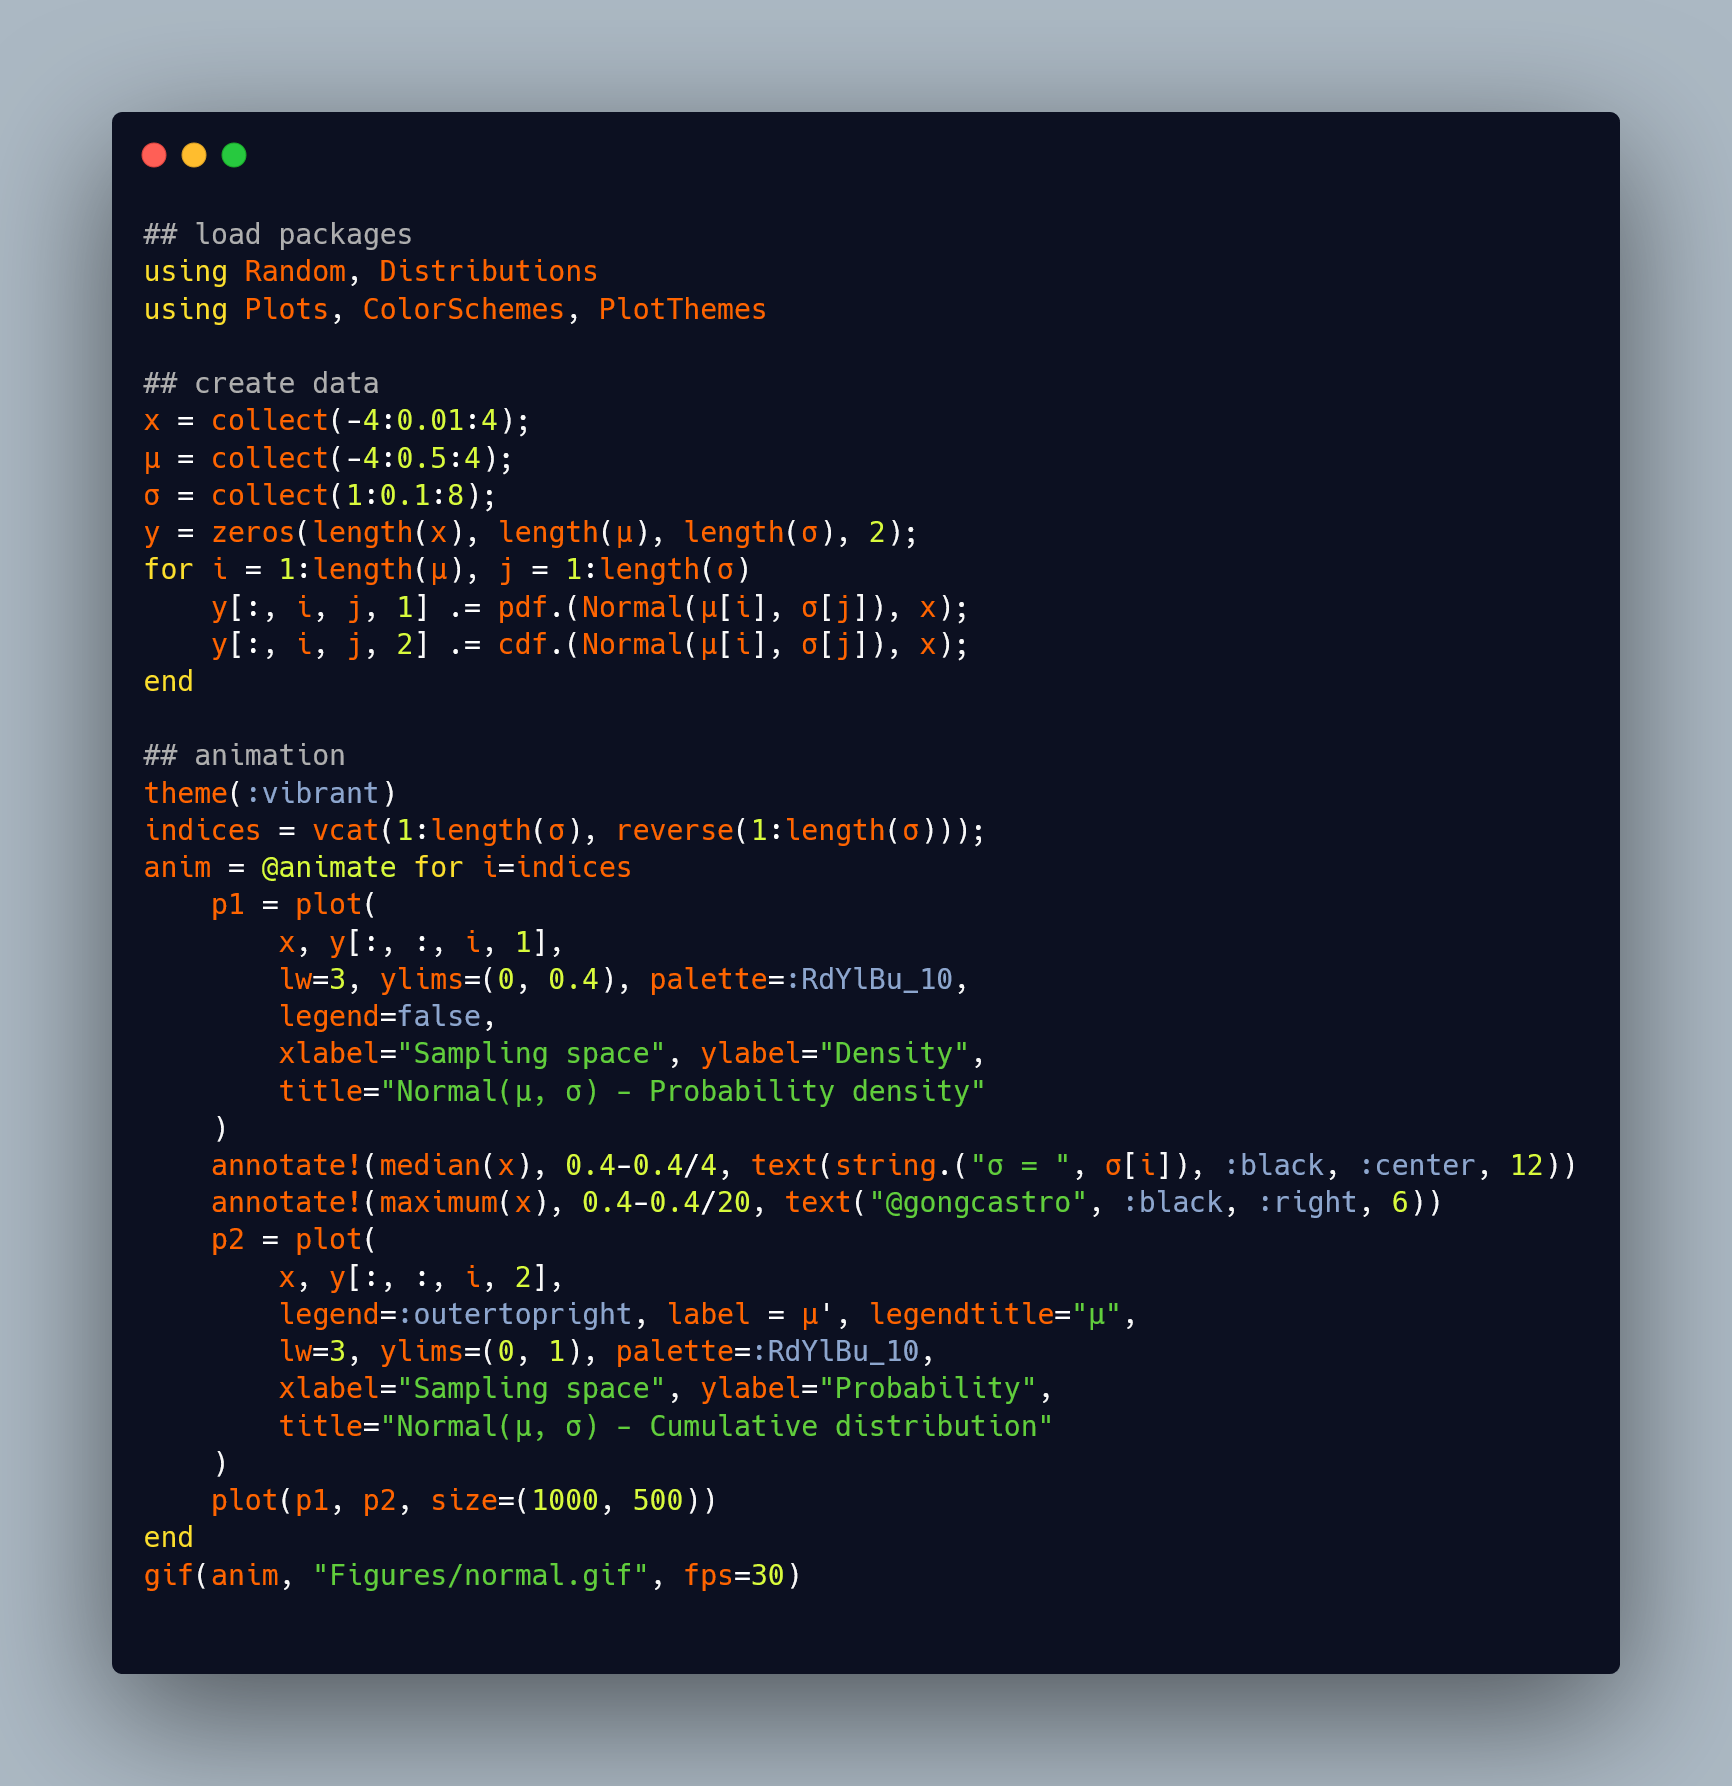 ## load packages
using Random, Distributions
using Plots, ColorSchemes, PlotThemes

## create data
x = collect(-4:0.01:4);
μ = collect(-4:0.5:4);
σ = collect(1:0.1:8);
y = zeros(length(x), length(μ), length(σ), 2);
for i = 1:length(μ), j = 1:length(σ)
    y[:, i, j, 1] .= pdf.(Normal(μ[i], σ[j]), x);
    y[:, i, j, 2] .= cdf.(Normal(μ[i], σ[j]), x);
end

## animation
theme(:vibrant)
indices = vcat(1:length(σ), reverse(1:length(σ)));
anim = @animate for i=indices
    p1 = plot(
        x, y[:, :, i, 1],
        lw=3, ylims=(0, 0.4), palette=:RdYlBu_10,
        legend=false,
        xlabel="Sampling space", ylabel="Density",
        title="Normal(μ, σ) - Probability density"
    )
    annotate!(median(x), 0.4-0.4/4, text(string.("σ = ", σ[i]), :black, :center, 12))
    annotate!(maximum(x), 0.4-0.4/20, text("@gongcastro", :black, :right, 6))
    p2 = plot(
        x, y[:, :, i, 2],
        legend=:outertopright, label = μ', legendtitle="μ",
        lw=3, ylims=(0, 1), palette=:RdYlBu_10,
        xlabel="Sampling space", ylabel="Probability",
        title="Normal(μ, σ) - Cumulative distribution"
    )
    plot(p1, p2, size=(1000, 500))
end
gif(anim, "Figures/normal.gif", fps=30)